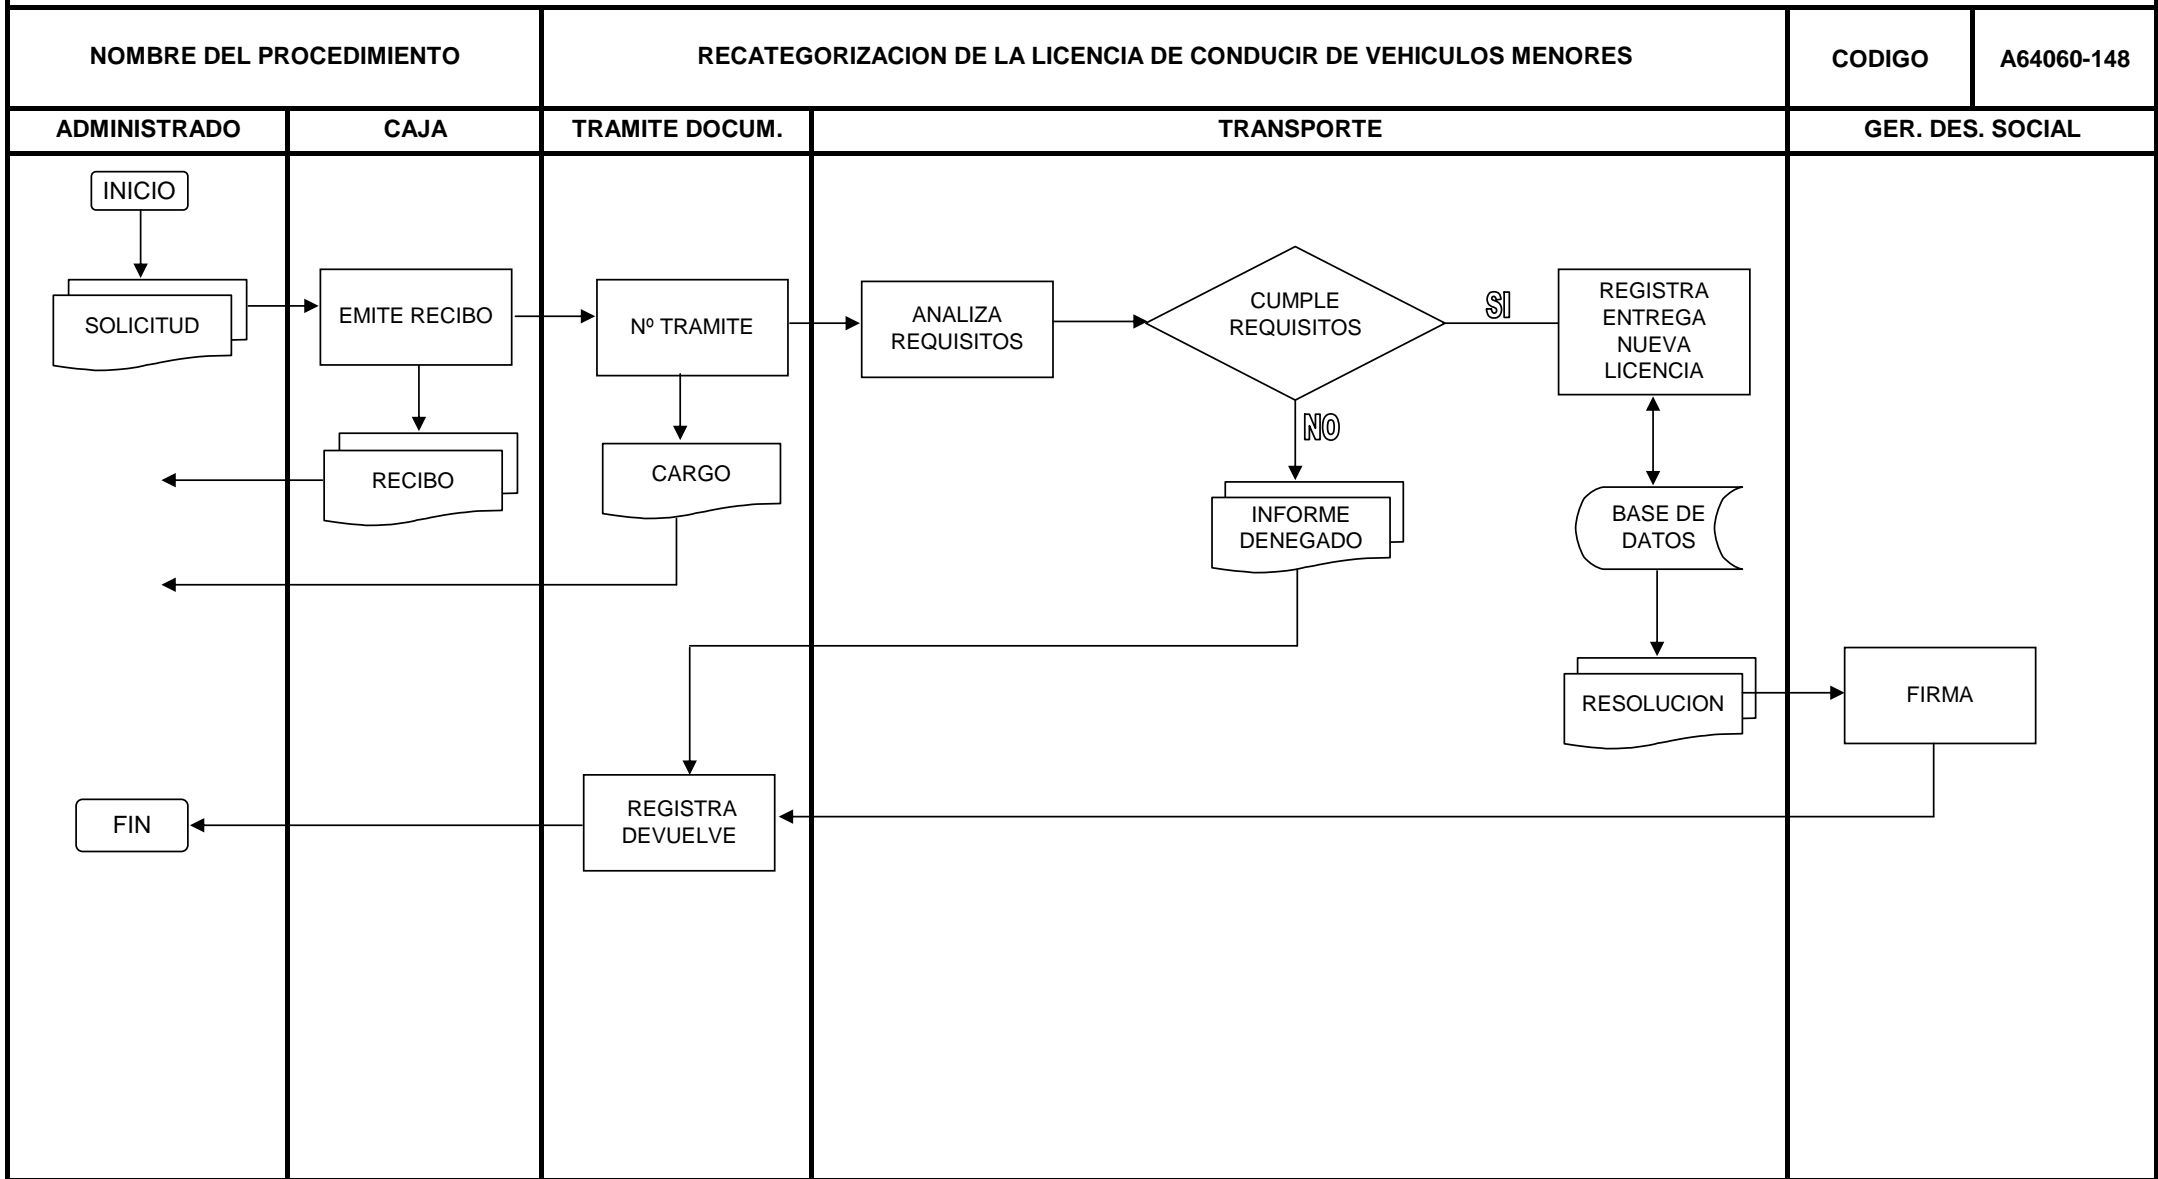 NOMBRE DEL PROCEDIMIENTO
RECATEGORIZACION DE LA LICENCIA DE CONDUCIR DE VEHICULOS MENORES
CODIGO
A64060-148
ADMINISTRADO
CAJA
TRAMITE DOCUM.
TRANSPORTE
GER. DES. SOCIAL
INICIO
SOLICITUD
EMITE RECIBO
Nº TRAMITE
ANALIZA
REQUISITOS
CUMPLE
REQUISITOS
SI
REGISTRA
ENTREGA
NUEVA
LICENCIA
NO
RECIBO
CARGO
INFORME
DENEGADO
BASE DE
DATOS
RESOLUCION
FIRMA
REGISTRA
DEVUELVE
FIN